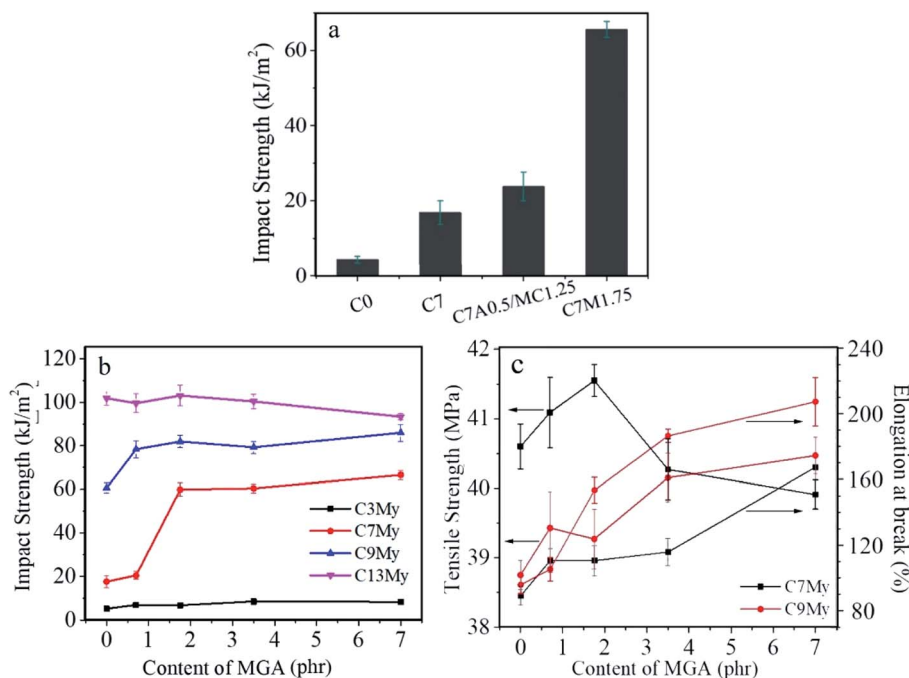 a
Impact Strength (kJ/m²)
60
40
20
0
C0
C7
C7A0.5/MC1.25
C7M1.75
b
Impact Strength (kJ/m²)
120
100
80
60
40
20
0
C3My
C7My
C9My
C13My
0 1 2 3 4 5 6 7
Content of MGA (phr)
c
Tensile Strength (MPa)
42
41
40
39
38
240
200
160
120
80
Elongation at break (%)
C7My
C9My
0 1 2 3 4 5 6 7
Content of MGA (phr)